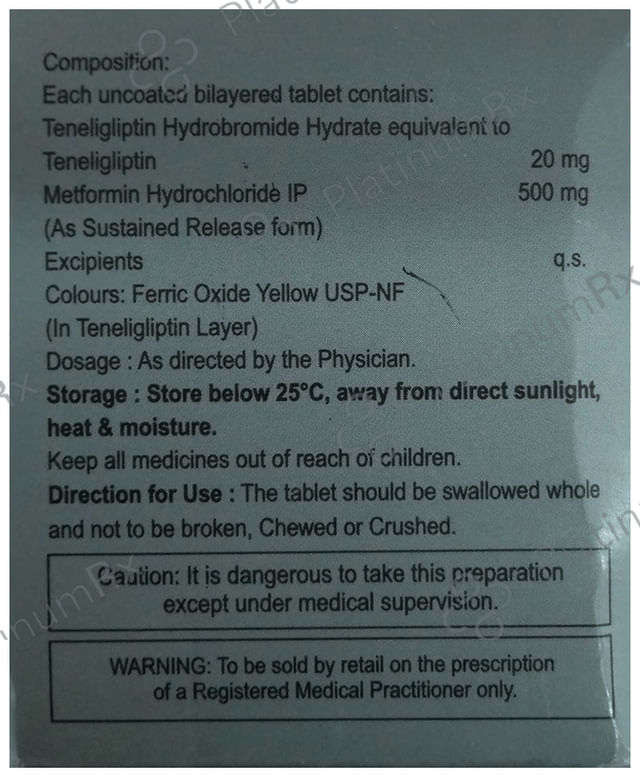 Composition:
Each uncoated bilayered tablet contains:
Teneligliptin Hydrobromide Hydrate equivalent to
Teneligliptin 20 mg
Metformin Hydrochloride IP 500 mg
(As Sustained Release form)
Excipients q.s.
Colours: Ferric Oxide Yellow USP-NF
(In Teneligliptin Layer)
Dosage : As directed by the Physician.
Storage : Store below 25°C, away from direct sunlight,
heat & moisture.
Keep all medicines out of reach of children.
Direction for Use : The tablet should be swallowed whole
and not to be broken, Chewed or Crushed.
Caution: It is dangerous to take this preparation
except under medical supervision.
WARNING: To be sold by retail on the prescription
of a Registered Medical Practitioner only.
PlatinumRx